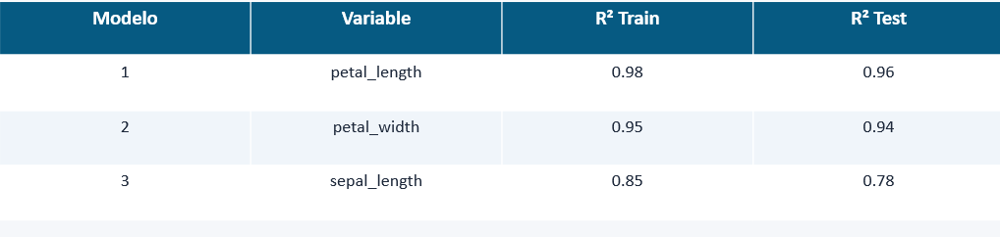 Modelo Variable R² Train R² Test
1 petal_length 0.98 0.96
2 petal_width 0.95 0.94
3 sepal_length 0.85 0.78